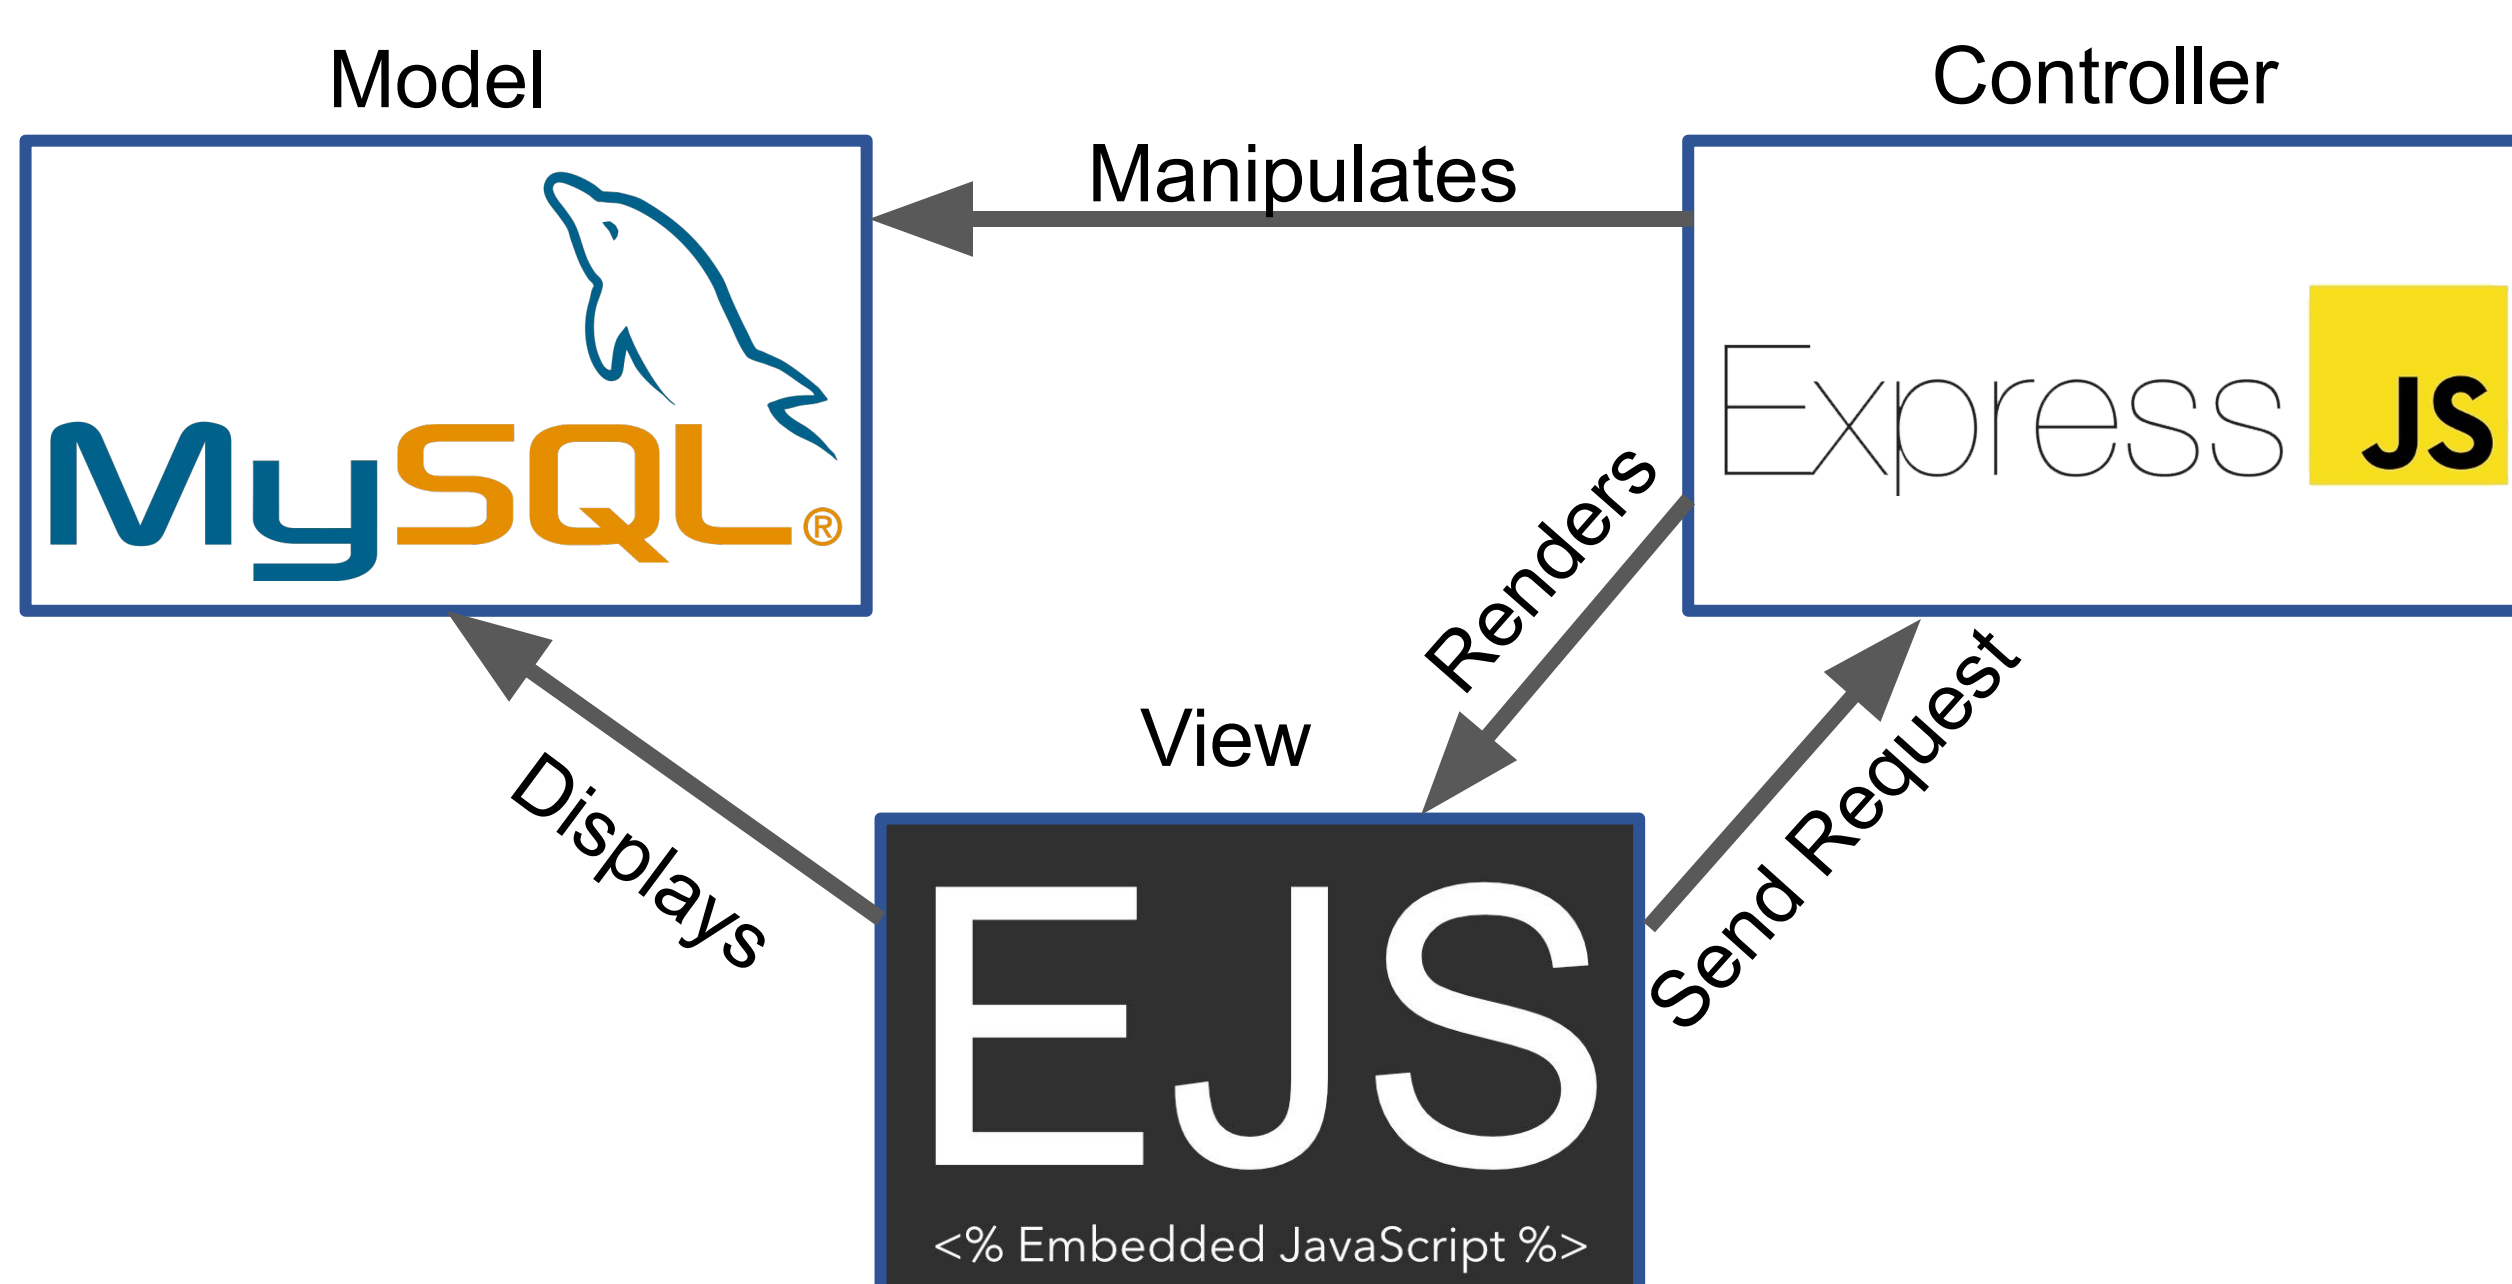 Model
Controller
Manipulates
MySQL®
Express JS
Renders
View
Send Request
Displays
EJS
<% Embedded JavaScript %>